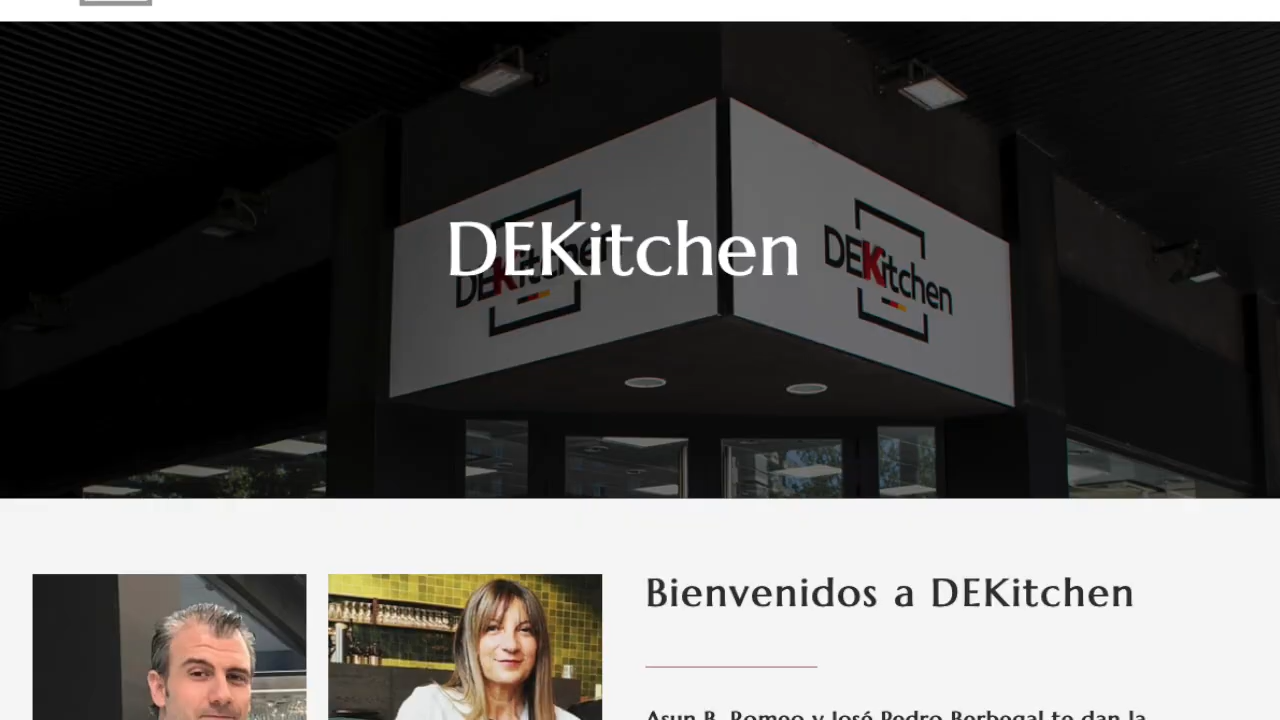 DEKitchen
DEKitchen
DEKitchen
Bienvenidos a DEKitchen
Asun B. Romeo y José Pedro Berbegal te dan la